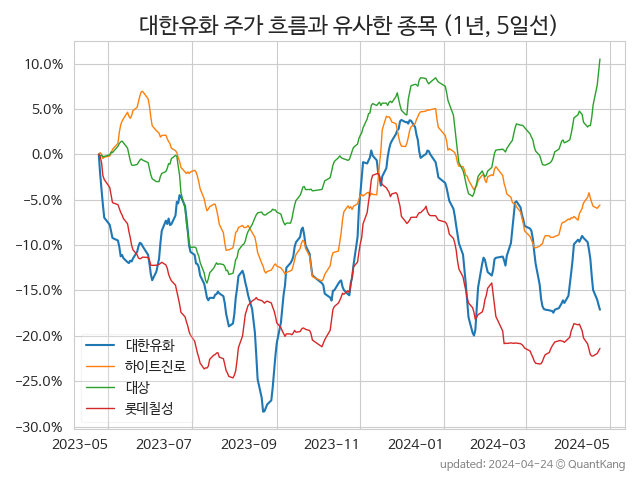 대한유화 주가 흐름과 유사한 종목 (1년, 5일선)
10.0%
5.0%
0.0%
−5.0%
−10.0%
−15.0%
−20.0%
−25.0%
−30.0%
대한유화
하이트진로
대상
롯데칠성
2023-05 2023-07 2023-09 2023-11 2024-01 2024-03 2024-05
updated: 2024-04-24 © QuantKang